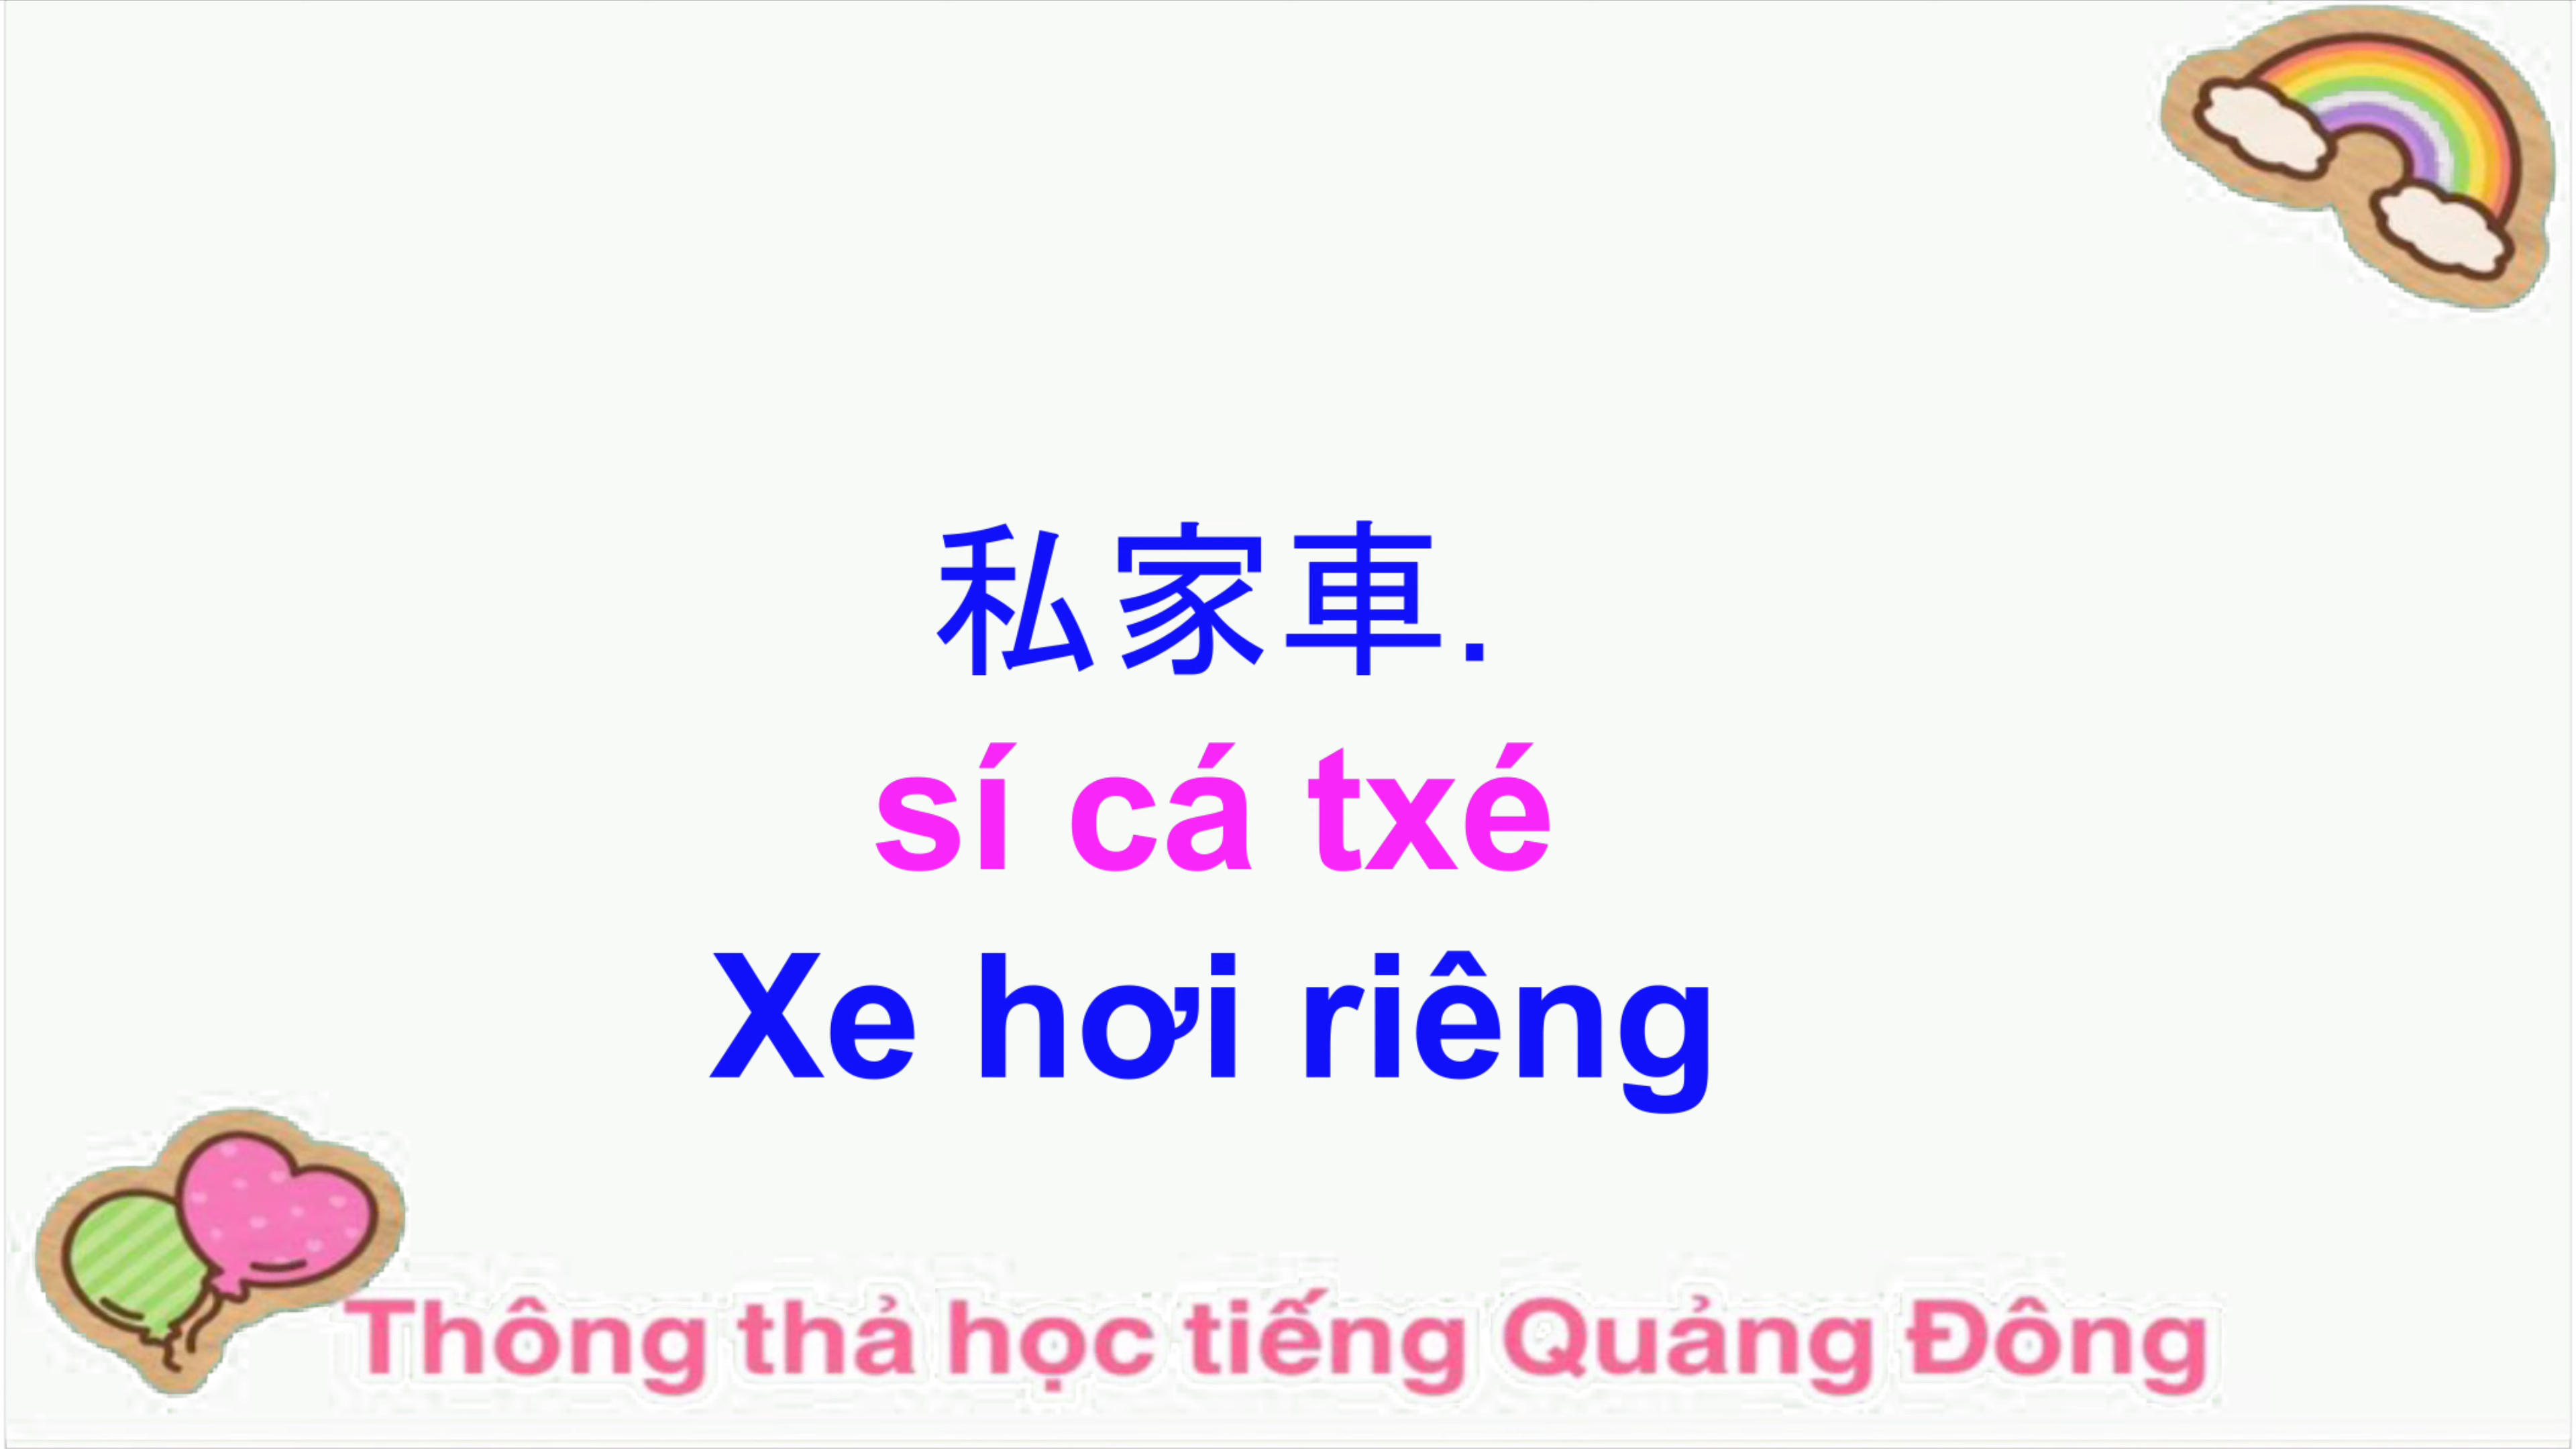 私家車.
sí cá txé
Xe hơi riêng
Thông thả học tiếng Quảng Đông